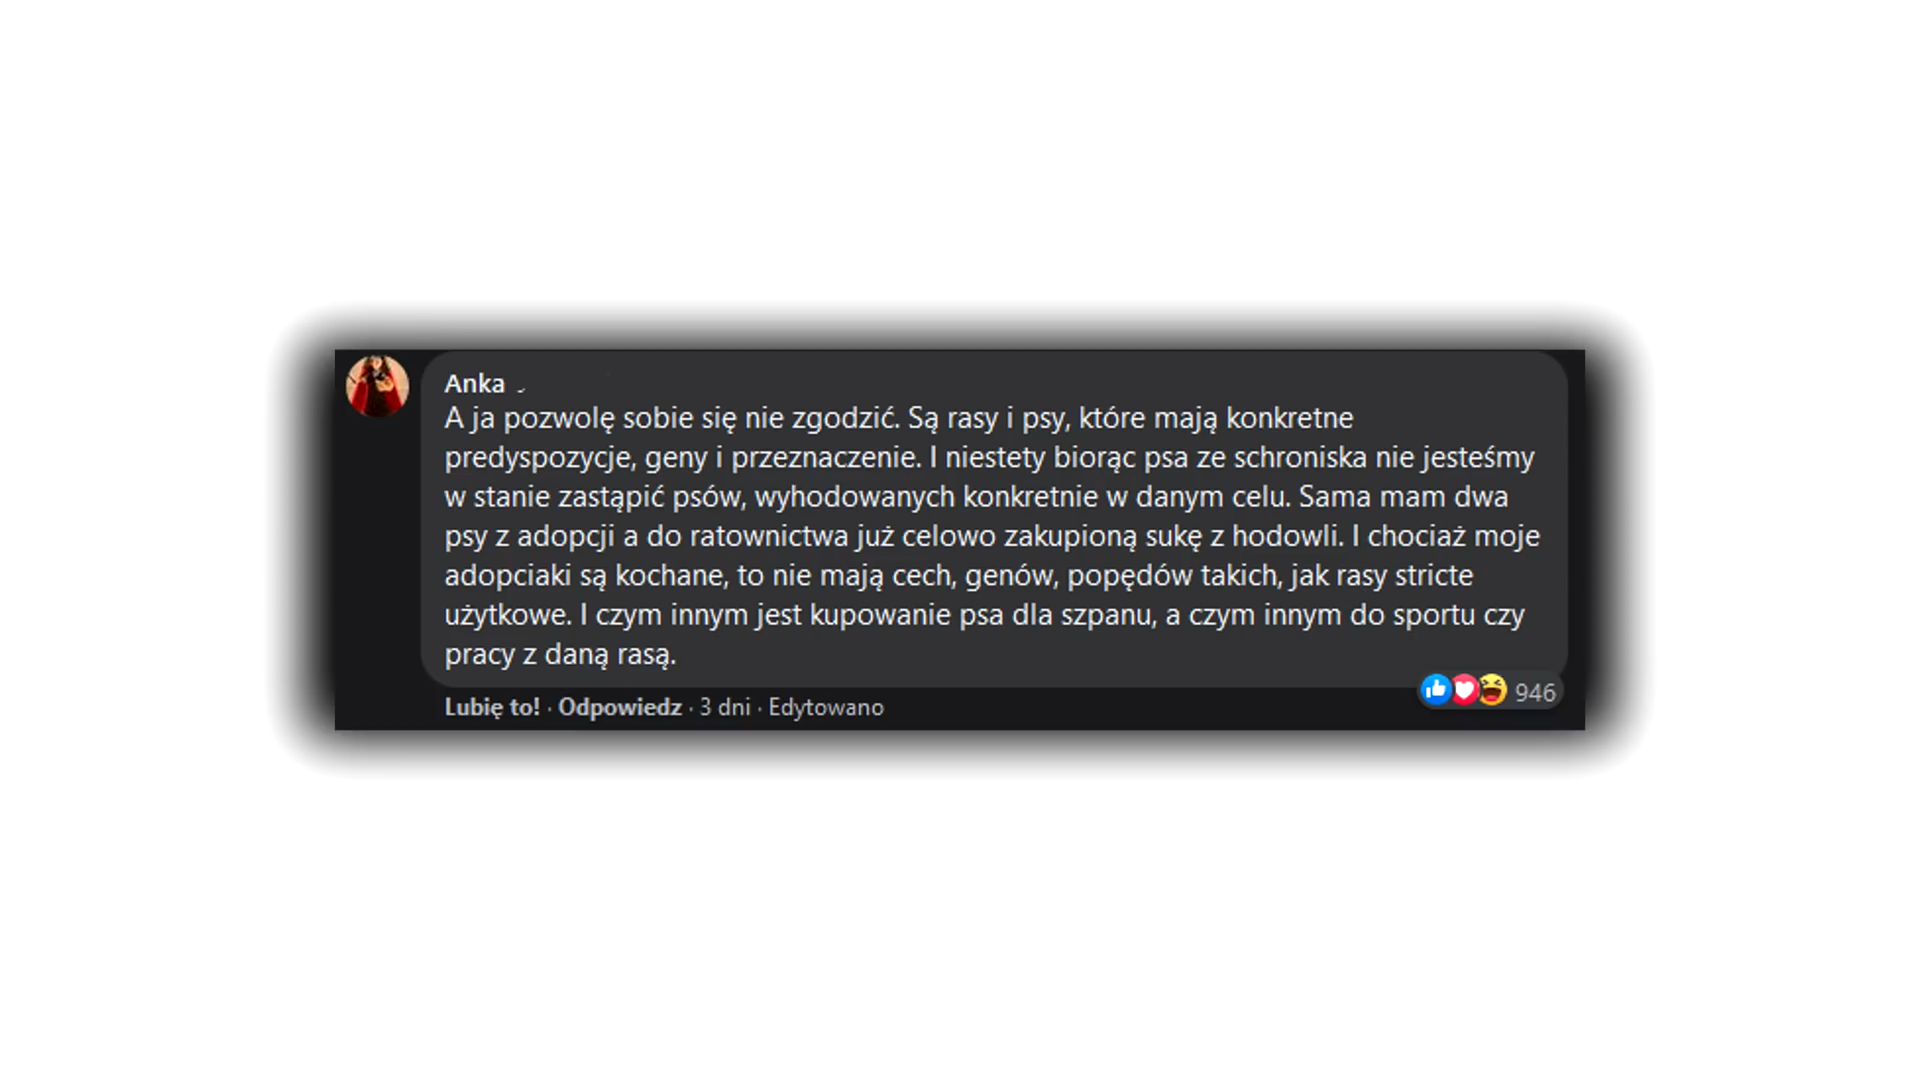 Anka
A ja pozwolę sobie się nie zgodzić. Są rasy i psy, które mają konkretne
predyspozycje, geny i przeznaczenie. I niestety biorąc psa ze schroniska nie jesteśmy
w stanie zastąpić psów, wyhodowanych konkretnie w danym celu. Sama mam dwa
psy z adopcji a do ratownictwa już celowo zakupioną sukę z hodowli. I chociaż moje
adopciaki są kochane, to nie mają cech, genów, popędów takich, jak rasy stricte
użytkowe. I czym innym jest kupowanie psa dla szpanu, a czym innym do sportu czy
pracy z daną rasą.
Lubię to! · Odpowiedz · 3 dni · Edytowano
946